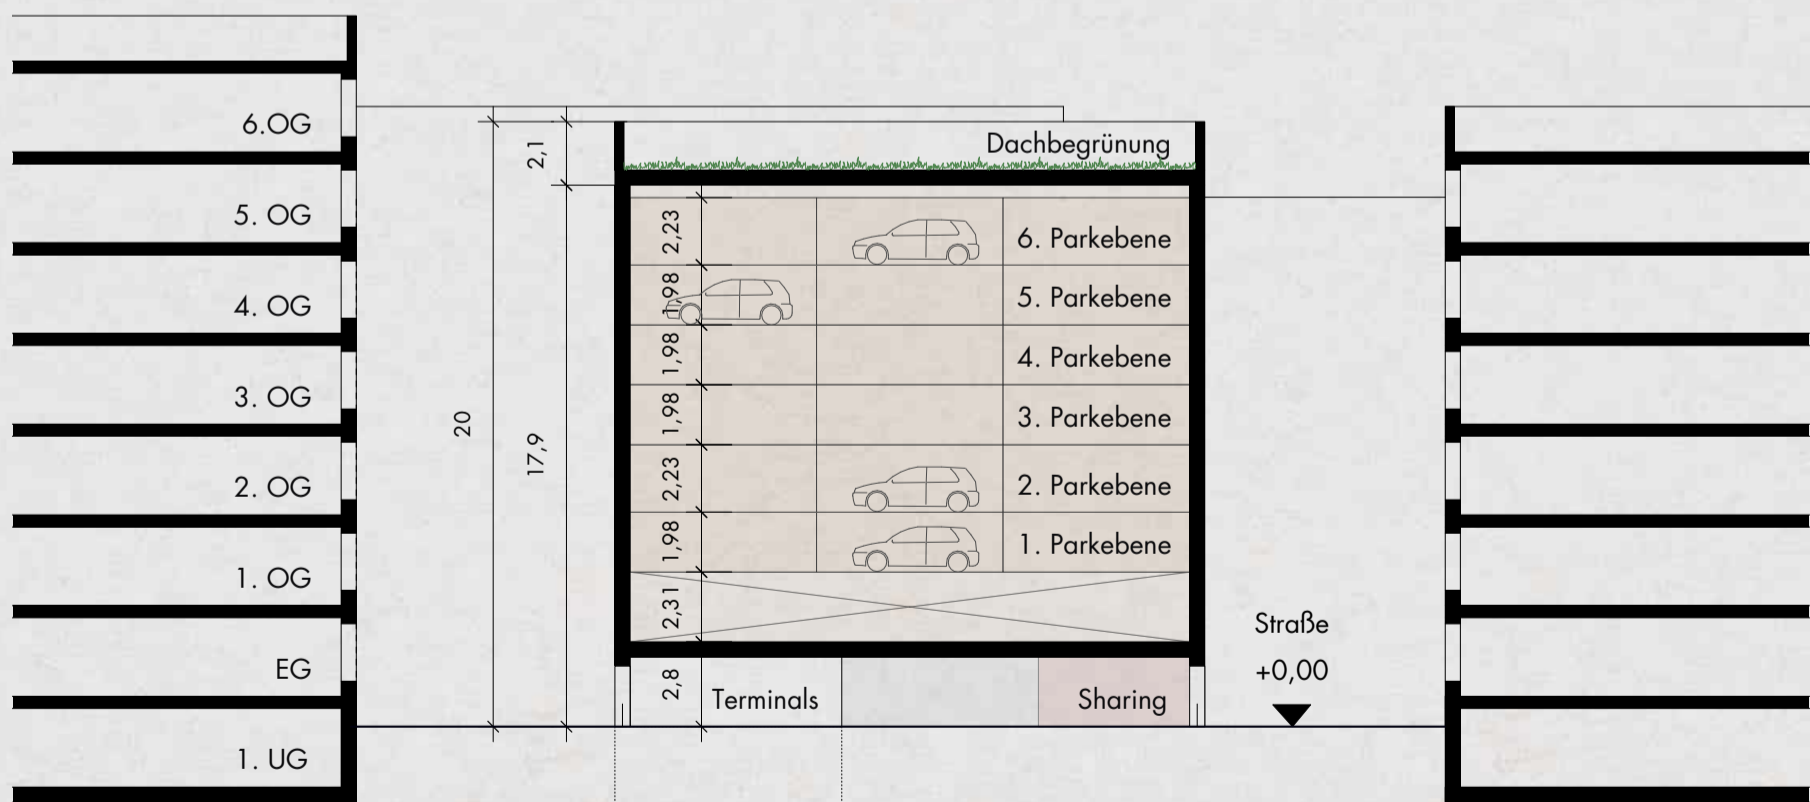 6.OG
5. OG
4. OG
3. OG
2. OG
1. OG
EG
1. UG
20
2,1
17,9
Dachbegrünung
2,23
6. Parkebene
1,98
5. Parkebene
1,98
4. Parkebene
1,98
3. Parkebene
2,23
2. Parkebene
1,98
1. Parkebene
2,31
2,8
Terminals
Sharing
Straße
+0,00